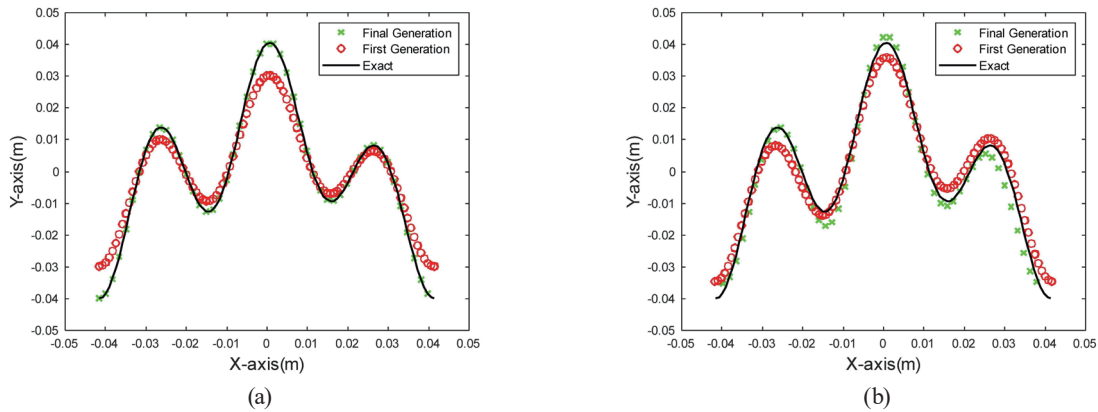 0.05
0.04
0.03
0.02
0.01
0
-0.01
-0.02
-0.03
-0.04
-0.05
Y-axis(m)
Final Generation
First Generation
Exact
-0.05 -0.04 -0.03 -0.02 -0.01 0 0.01 0.02 0.03 0.04 0.05
X-axis(m)
(a)
0.05
0.04
0.03
0.02
0.01
0
-0.01
-0.02
-0.03
-0.04
-0.05
Y-axis(m)
Final Generation
First Generation
Exact
-0.05 -0.04 -0.03 -0.02 -0.01 0 0.01 0.02 0.03 0.04 0.05
X-axis(m)
(b)